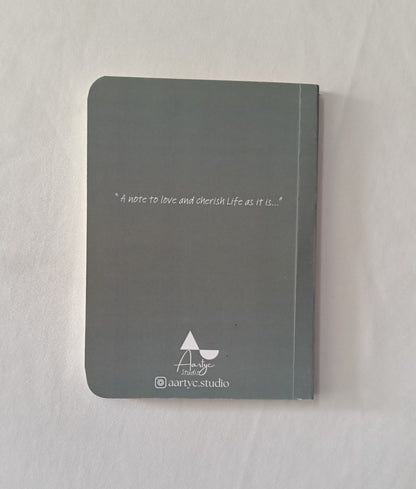 "A note to love and cherish Life as it is..."
Aartyc
Studio
aartyc.studio